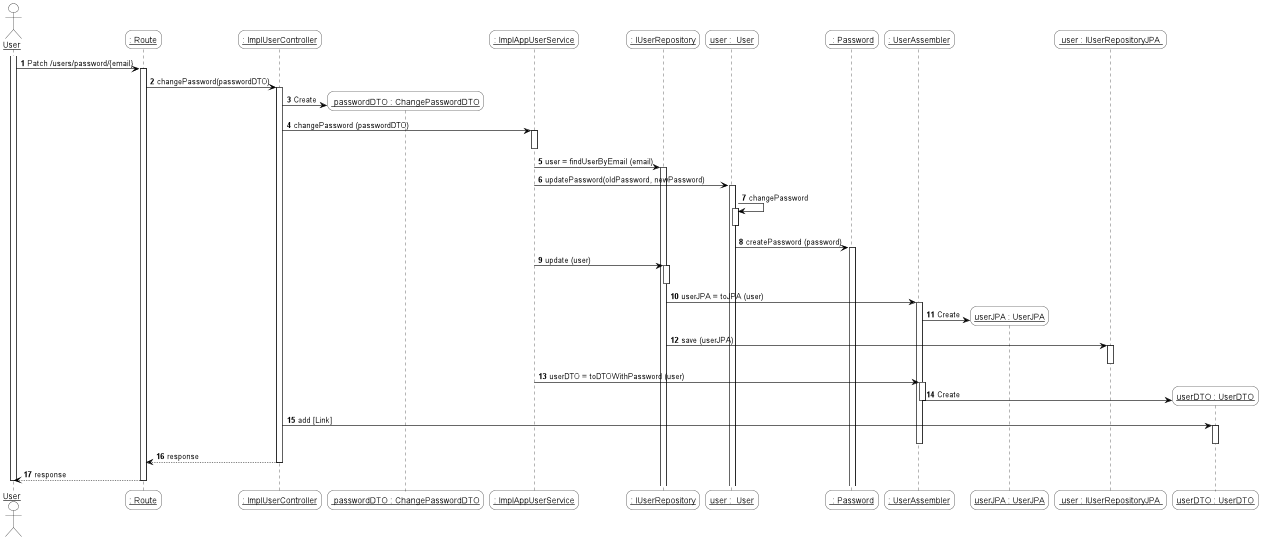 User
: Route
: ImplUserController
: ImplAppUserService
: IUserRepository
user : User
: Password
: UserAssembler
user : IUserRepositoryJPA
1 Patch /users/password/{email}
2 changePassword(passwordDTO)
3 Create
passwordDTO : ChangePasswordDTO
4 changePassword (passwordDTO)
5 user = findUserByEmail (email)
6 updatePassword(oldPassword, newPassword)
7 changePassword
8 createPassword (password)
9 update (user)
10 userJPA = toJPA (user)
11 Create
userJPA : UserJPA
12 save (userJPA)
13 userDTO = toDTOWithPassword (user)
14 Create
userDTO : UserDTO
15 add [Link]
16 response
17 response
User
: Route
: ImplUserController
passwordDTO : ChangePasswordDTO
: ImplAppUserService
: IUserRepository
user : User
: Password
: UserAssembler
userJPA : UserJPA
user : IUserRepositoryJPA
userDTO : UserDTO